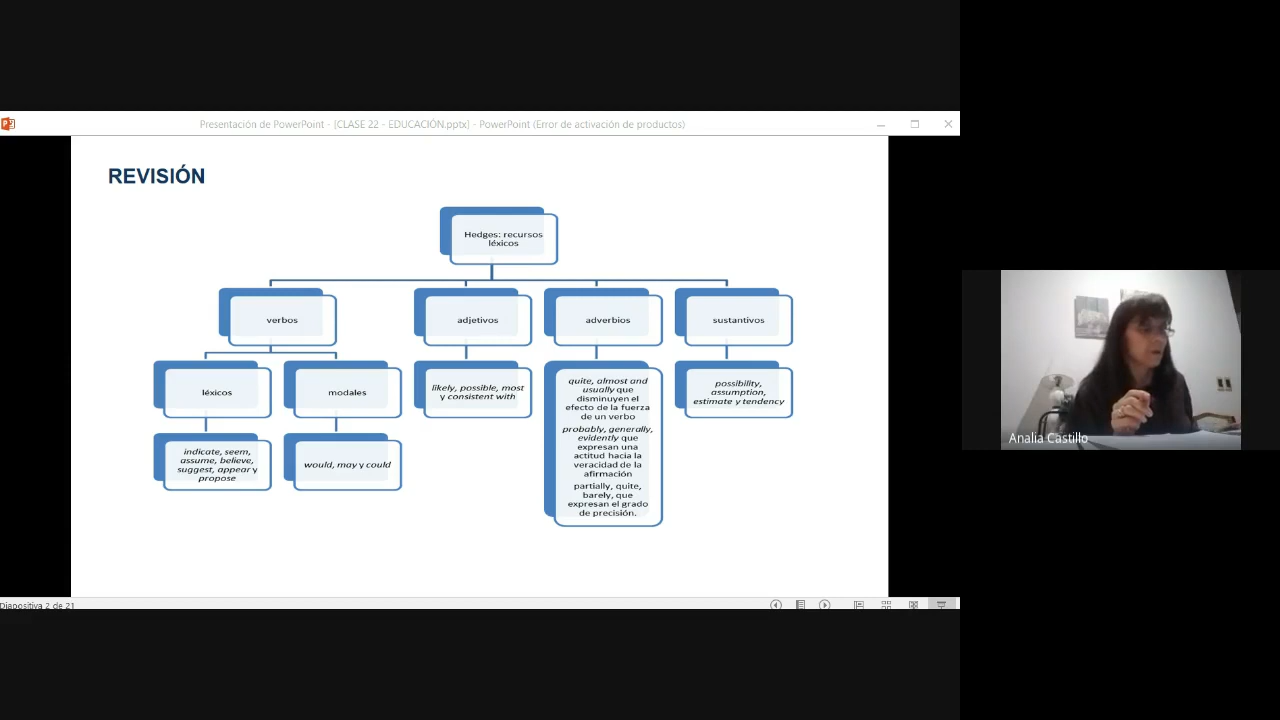 Presentación de PowerPoint - [CLASE 22 - EDUCACIÓN.pptx] - PowerPoint (Error de activación de productos)
REVISIÓN
Hedges: recursos
léxicos
verbos
adjetivos
adverbios
sustantivos
léxicos
modales
likely, possible, most
y consistent with
quite, almost and
usually que
disminuyen el
efecto de la fuerza
de un verbo
probably, generally,
evidently que
expresan una
actitud hacia la
veracidad de la
afirmación
partially, quite,
barely, que
expresan el grado
de precisión.
possibility,
assumption,
estimate y tendency
indicate, seem,
assume, believe,
suggest, appear y
propose
would, may y could
Diapositiva 2 de 21
Analia Castillo